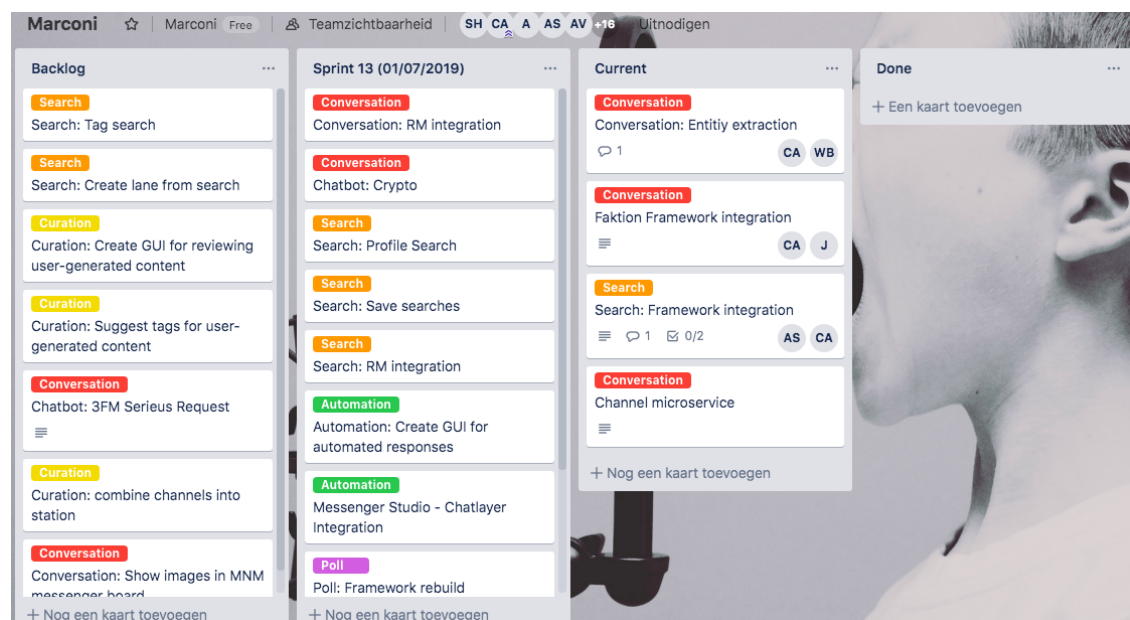 Marconi
Marconi Free
Teamzichtbaarheid
SH CA A AS AV +16
Uitnodigen
Backlog
Search
Search: Tag search
Search
Search: Create lane from search
Curation
Curation: Create GUI for reviewing
user-generated content
Curation
Curation: Suggest tags for user-
generated content
Conversation
Chatbot: 3FM Serieus Request
Curation
Curation: combine channels into
station
Conversation
Conversation: Show images in MNM
messenger board
+ Nog een kaart toevoegen
Sprint 13 (01/07/2019)
Conversation
Conversation: RM integration
Conversation
Chatbot: Crypto
Search
Search: Profile Search
Search
Search: Save searches
Search
Search: RM integration
Automation
Automation: Create GUI for
automated responses
Automation
Messenger Studio - Chatlayer
Integration
Poll
Poll: Framework rebuild
+ Nog een kaart toevoegen
Current
Conversation
Conversation: Entitiy extraction
1
CA WB
Conversation
Faktion Framework integration
CA J
Search
Search: Framework integration
1 0/2
AS CA
Conversation
Channel microservice
+ Nog een kaart toevoegen
Done
+ Een kaart toevoegen